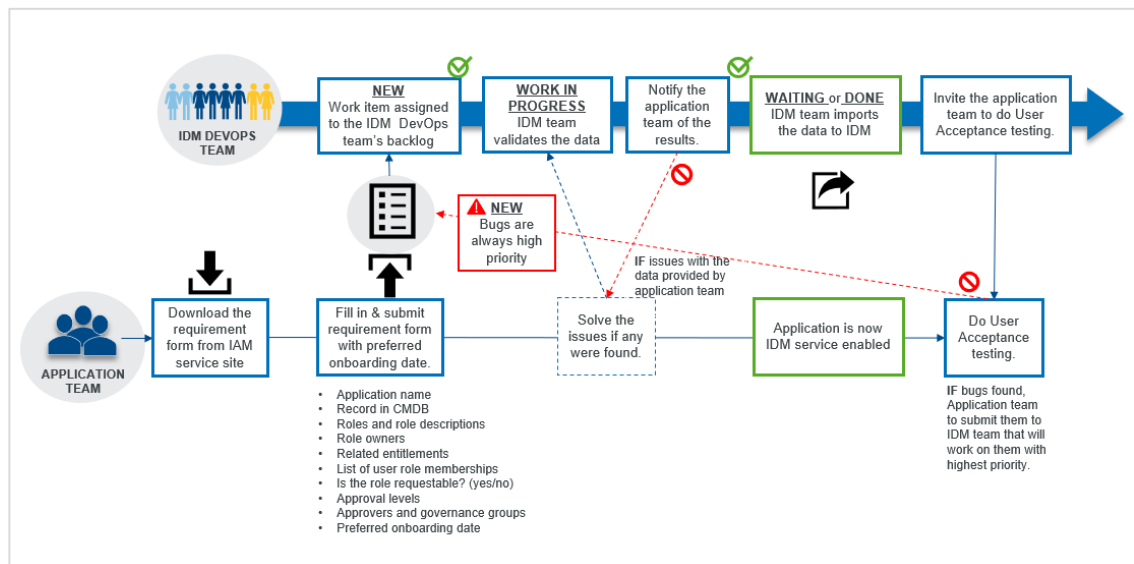 IDM DEVOPS
TEAM
NEW
Work item assigned
to the IDM DevOps
team's backlog
WORK IN
PROGRESS
IDM team
validates the data
Notify the
application
team of the
results.
WAITING or DONE
IDM team imports
the data to IDM
Invite the application
team to do User
Acceptance testing.
NEW
Bugs are
always high
priority
IF issues with the
data provided by
application team
APPLICATION
TEAM
Download the
requirement
form from IAM
service site
Fill in & submit
requirement form
with preferred
onboarding date.
Solve the
issues if any
were found.
Application is now
IDM service enabled
Do User
Acceptance
testing.
• Application name
• Record in CMDB
• Roles and role descriptions
• Role owners
• Related entitlements
• List of user role memberships
• Is the role requestable? (yes/no)
• Approval levels
• Approvers and governance groups
• Preferred onboarding date
IF bugs found,
Application team
to submit them to
IDM team that will
work on them with
highest priority.